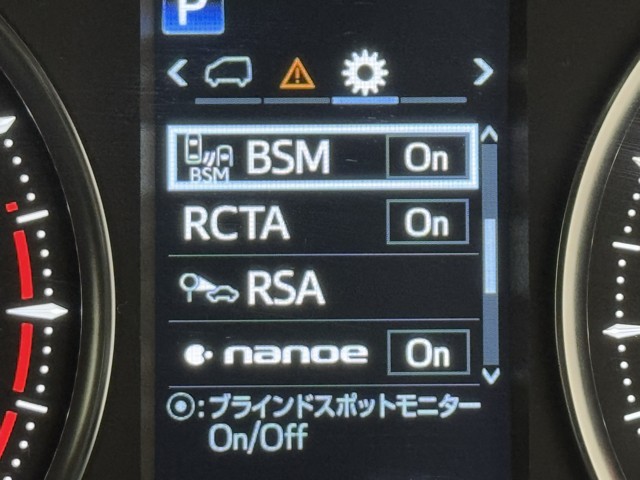 P
BSM BSM On
RCTA On
RSA
nanoe On
⦿:ブラインドスポットモニター
On/Off